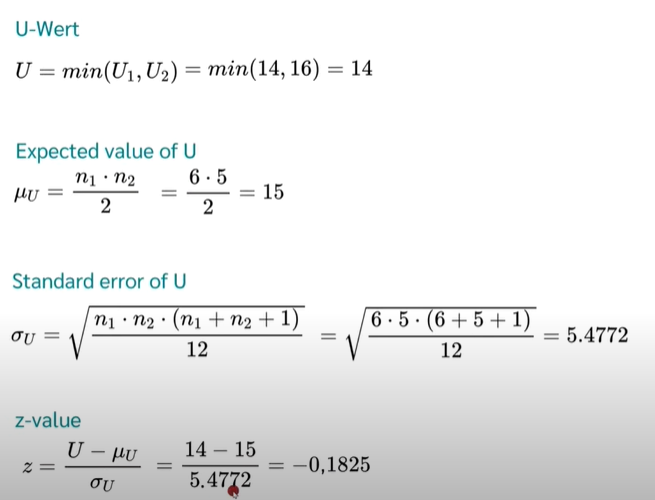 U-Wert
U = min(U₁, U₂) = min(14, 16) = 14
Expected value of U
μ_U = (n₁ · n₂)/2 = (6 · 5)/2 = 15
Standard error of U
σ_U = √((n₁ · n₂ · (n₁ + n₂ + 1))/12) = √((6 · 5 · (6 + 5 + 1))/12) = 5.4772
z-value
z = (U − μ_U)/σ_U = (14 − 15)/5.4772 = −0,1825